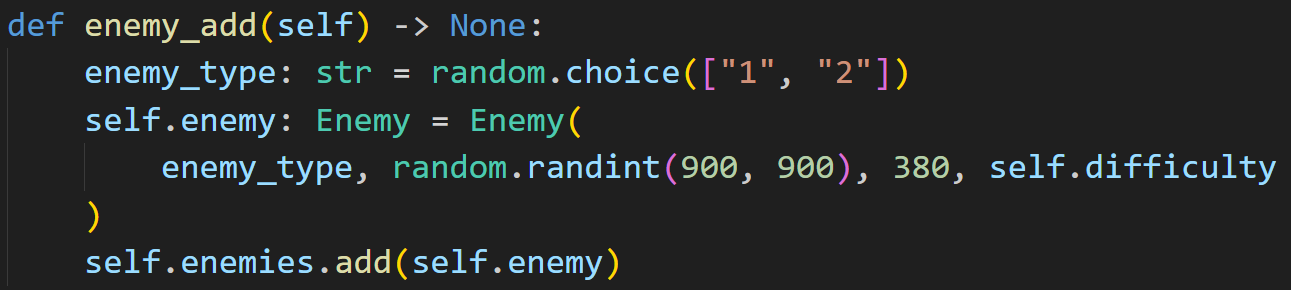 def enemy_add(self) -> None:
    enemy_type: str = random.choice(["1", "2"])
    self.enemy: Enemy = Enemy(
        enemy_type, random.randint(900, 900), 380, self.difficulty
    )
    self.enemies.add(self.enemy)